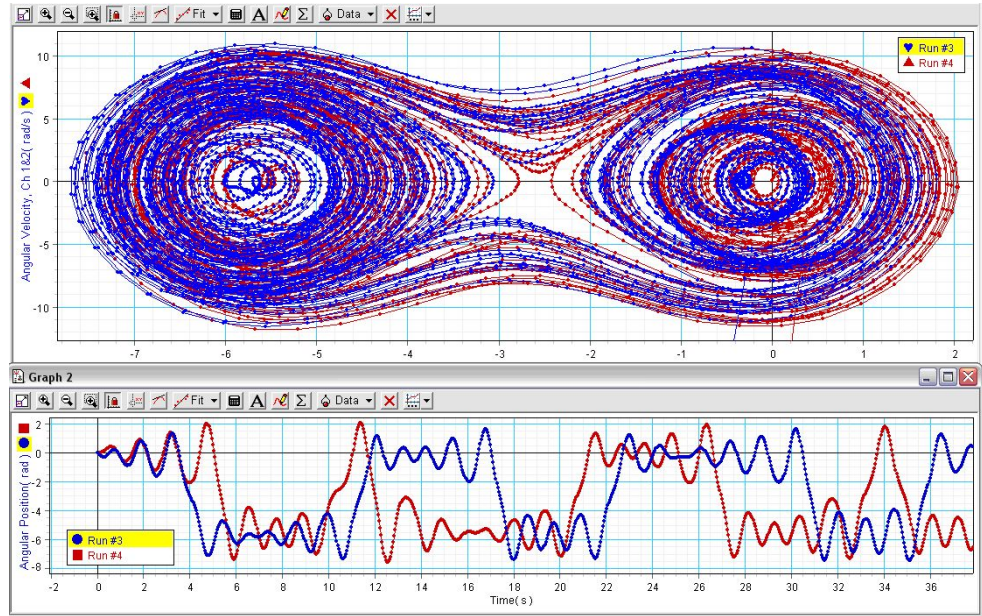 Fit A Σ Data
Run #3
Run #4
Angular Velocity, Ch 1&2( rad/s )
10
5
0
-5
-10
-7 -6 -5 -4 -3 -2 -1 0 1 2
Graph 2
Fit A Σ Data
Angular Position( rad )
2
0
-2
-4
-6
-8
Run #3
Run #4
-2 0 2 4 6 8 10 12 14 16 18 20 22 24 26 28 30 32 34 36
Time( s )